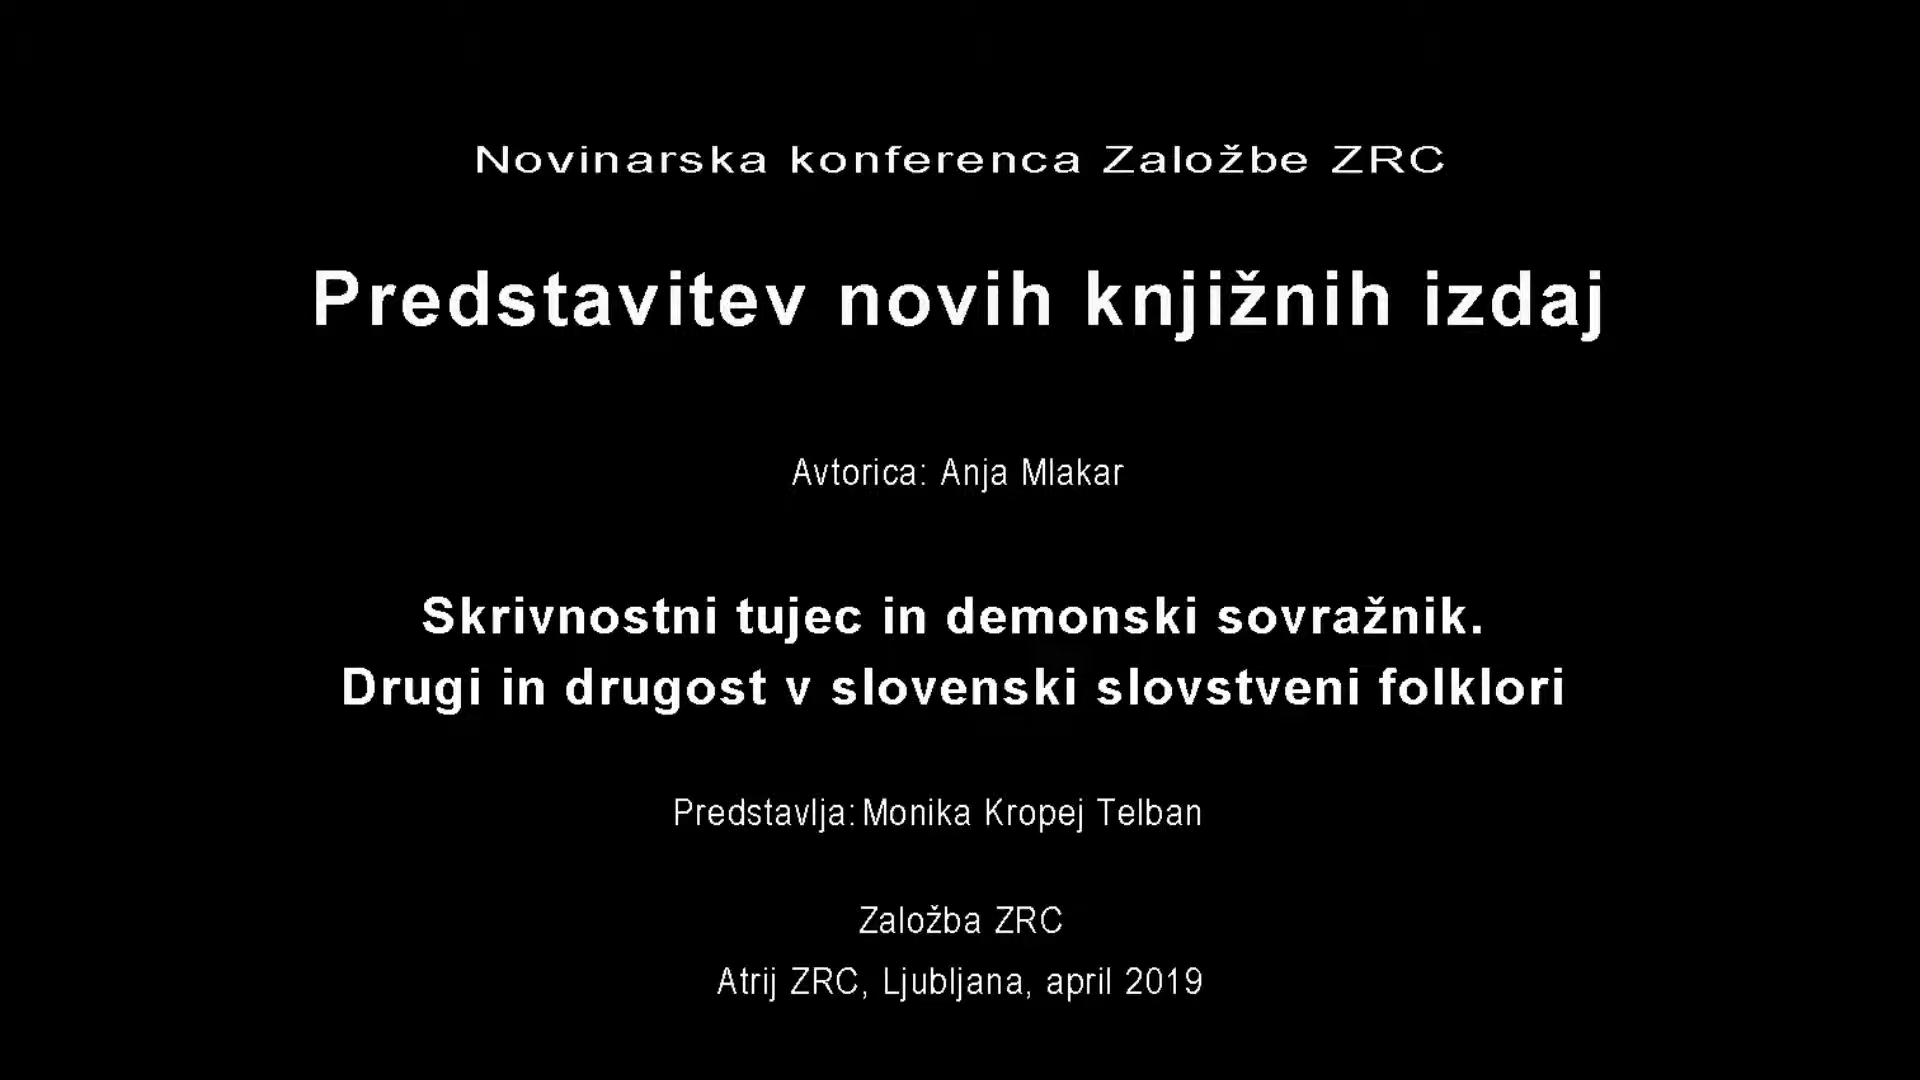 Novinarska konferenca Založbe ZRC
Predstavitev novih knjižnih izdaj
Avtorica: Anja Mlakar
Skrivnostni tujec in demonski sovražnik.
Drugi in drugost v slovenski slovstveni folklori
Predstavlja: Monika Kropej Telban
Založba ZRC
Atrij ZRC, Ljubljana, april 2019